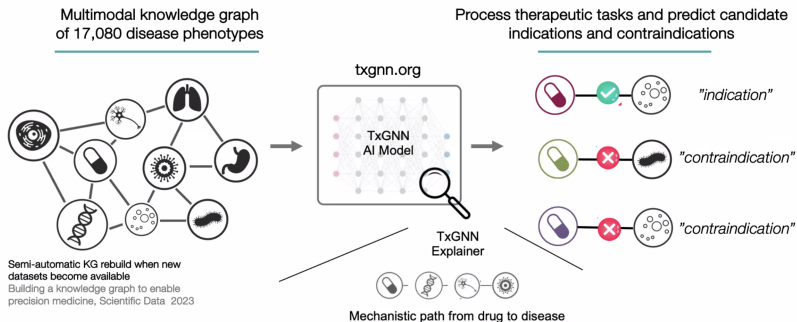 Multimodal knowledge graph
of 17,080 disease phenotypes
Semi-automatic KG rebuild when new
datasets become available
Building a knowledge graph to enable
precision medicine, Scientific Data 2023
txgnn.org
TxGNN
AI Model
TxGNN
Explainer
Mechanistic path from drug to disease
Process therapeutic tasks and predict candidate
indications and contraindications
"indication"
"contraindication"
"contraindication"